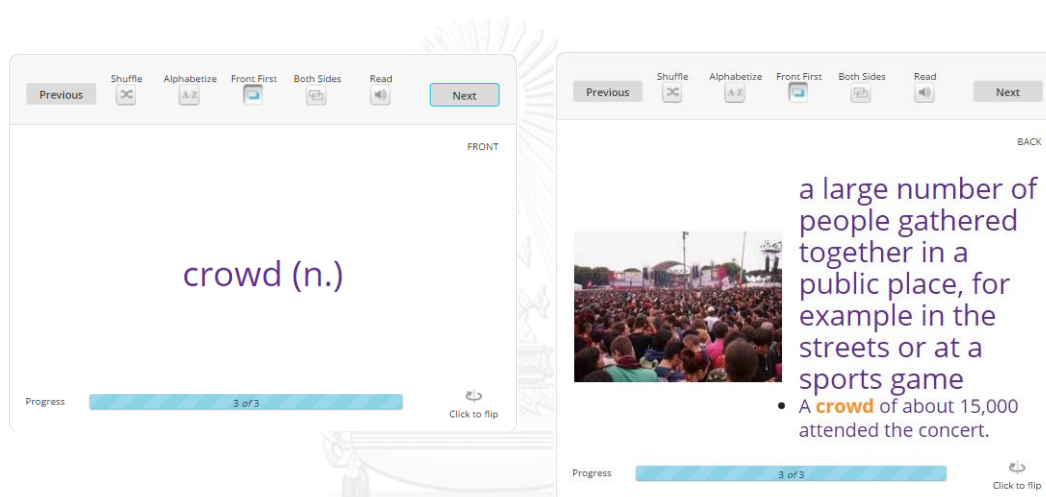 Previous
Shuffle
Alphabetize
A-Z
Front First
Both Sides
Read
Next
FRONT
crowd (n.)
Progress
3 of 3
Click to flip
Previous
Shuffle
Alphabetize
A-Z
Front First
Both Sides
Read
Next
BACK
a large number of
people gathered
together in a
public place, for
example in the
streets or at a
sports game
• A crowd of about 15,000
attended the concert.
Progress
3 of 3
Click to flip